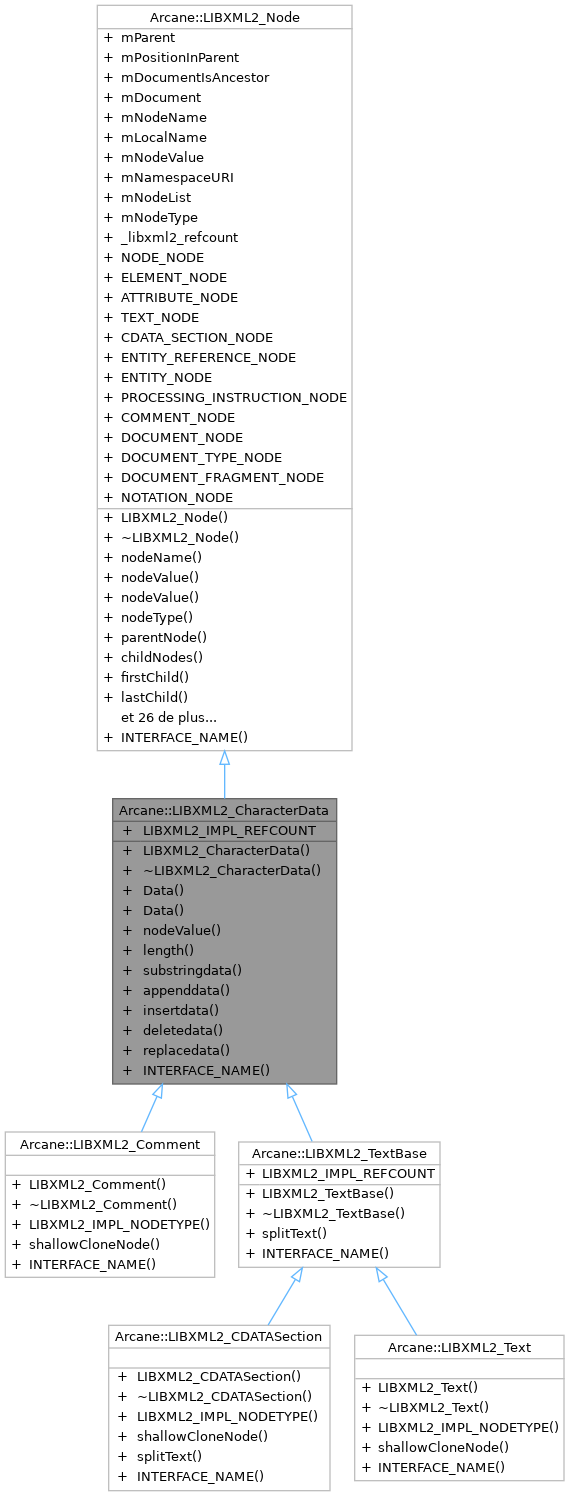 Arcane::LIBXML2_Node
+ mParent
+ mPositionInParent
+ mDocumentIsAncestor
+ mDocument
+ mNodeName
+ mLocalName
+ mNodeValue
+ mNamespaceURI
+ mNodeList
+ mNodeType
+ _libxml2_refcount
+ NODE_NODE
+ ELEMENT_NODE
+ ATTRIBUTE_NODE
+ TEXT_NODE
+ CDATA_SECTION_NODE
+ ENTITY_REFERENCE_NODE
+ ENTITY_NODE
+ PROCESSING_INSTRUCTION_NODE
+ COMMENT_NODE
+ DOCUMENT_NODE
+ DOCUMENT_TYPE_NODE
+ DOCUMENT_FRAGMENT_NODE
+ NOTATION_NODE
+ LIBXML2_Node()
+ ~LIBXML2_Node()
+ nodeName()
+ nodeValue()
+ nodeValue()
+ nodeType()
+ parentNode()
+ childNodes()
+ firstChild()
+ lastChild()
et 26 de plus...
+ INTERFACE_NAME()
Arcane::LIBXML2_CharacterData
+ LIBXML2_IMPL_REFCOUNT
+ LIBXML2_CharacterData()
+ ~LIBXML2_CharacterData()
+ Data()
+ Data()
+ nodeValue()
+ length()
+ substringdata()
+ appenddata()
+ insertdata()
+ deletedata()
+ replacedata()
+ INTERFACE_NAME()
Arcane::LIBXML2_Comment
+ LIBXML2_Comment()
+ ~LIBXML2_Comment()
+ LIBXML2_IMPL_NODETYPE()
+ shallowCloneNode()
+ INTERFACE_NAME()
Arcane::LIBXML2_TextBase
+ LIBXML2_IMPL_REFCOUNT
+ LIBXML2_TextBase()
+ ~LIBXML2_TextBase()
+ splitText()
+ INTERFACE_NAME()
Arcane::LIBXML2_CDATASection
+ LIBXML2_CDATASection()
+ ~LIBXML2_CDATASection()
+ LIBXML2_IMPL_NODETYPE()
+ shallowCloneNode()
+ splitText()
+ INTERFACE_NAME()
Arcane::LIBXML2_Text
+ LIBXML2_Text()
+ ~LIBXML2_Text()
+ LIBXML2_IMPL_NODETYPE()
+ shallowCloneNode()
+ INTERFACE_NAME()